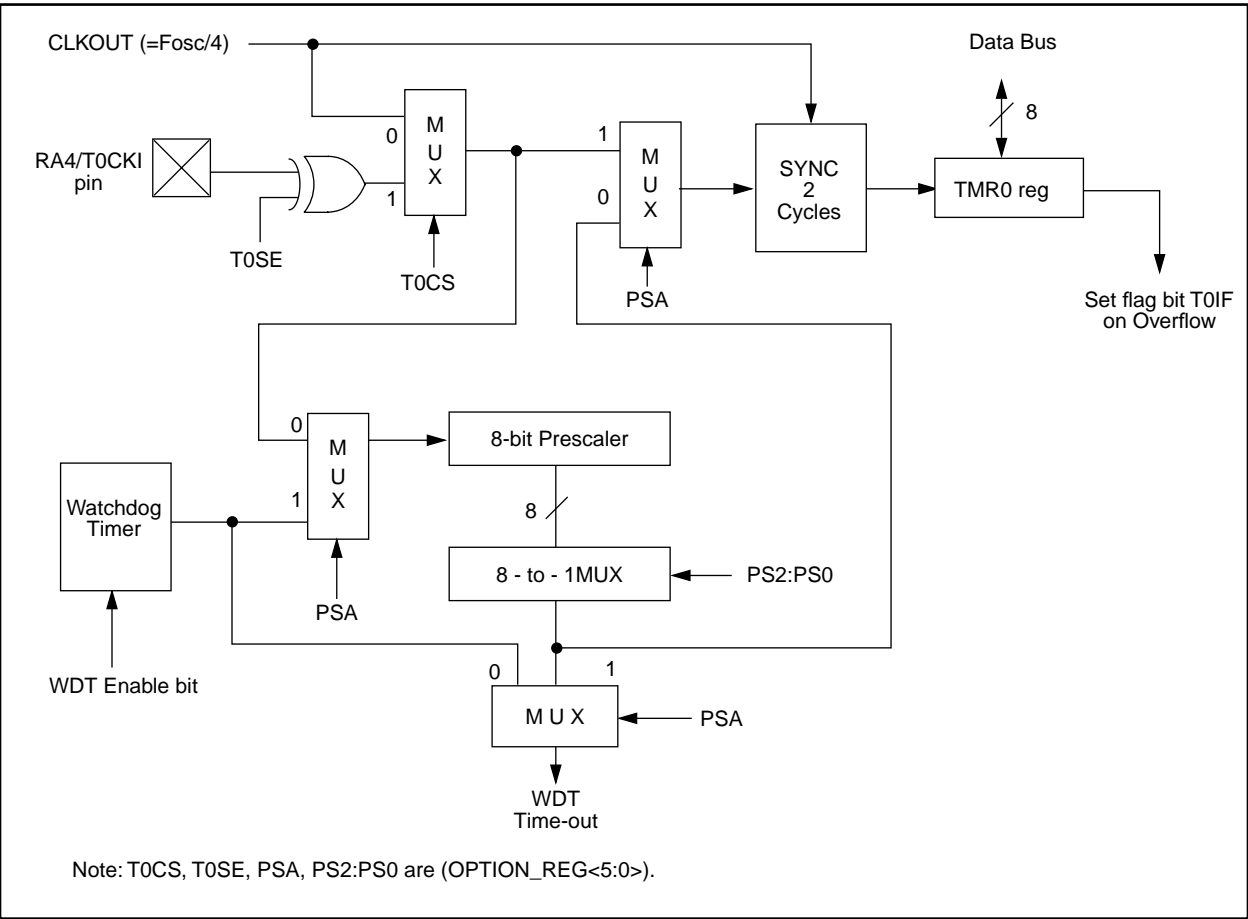 CLKOUT (=Fosc/4)
Data Bus
8
RA4/T0CKI
pin
T0SE
0
1
M
U
X
T0CS
1
0
M
U
X
PSA
SYNC
2
Cycles
TMR0 reg
Set flag bit T0IF
on Overflow
0
1
M
U
X
PSA
8-bit Prescaler
8
Watchdog
Timer
WDT Enable bit
8 - to - 1MUX
PS2:PS0
0
1
M U X
PSA
WDT
Time-out
Note: T0CS, T0SE, PSA, PS2:PS0 are (OPTION_REG<5:0>).